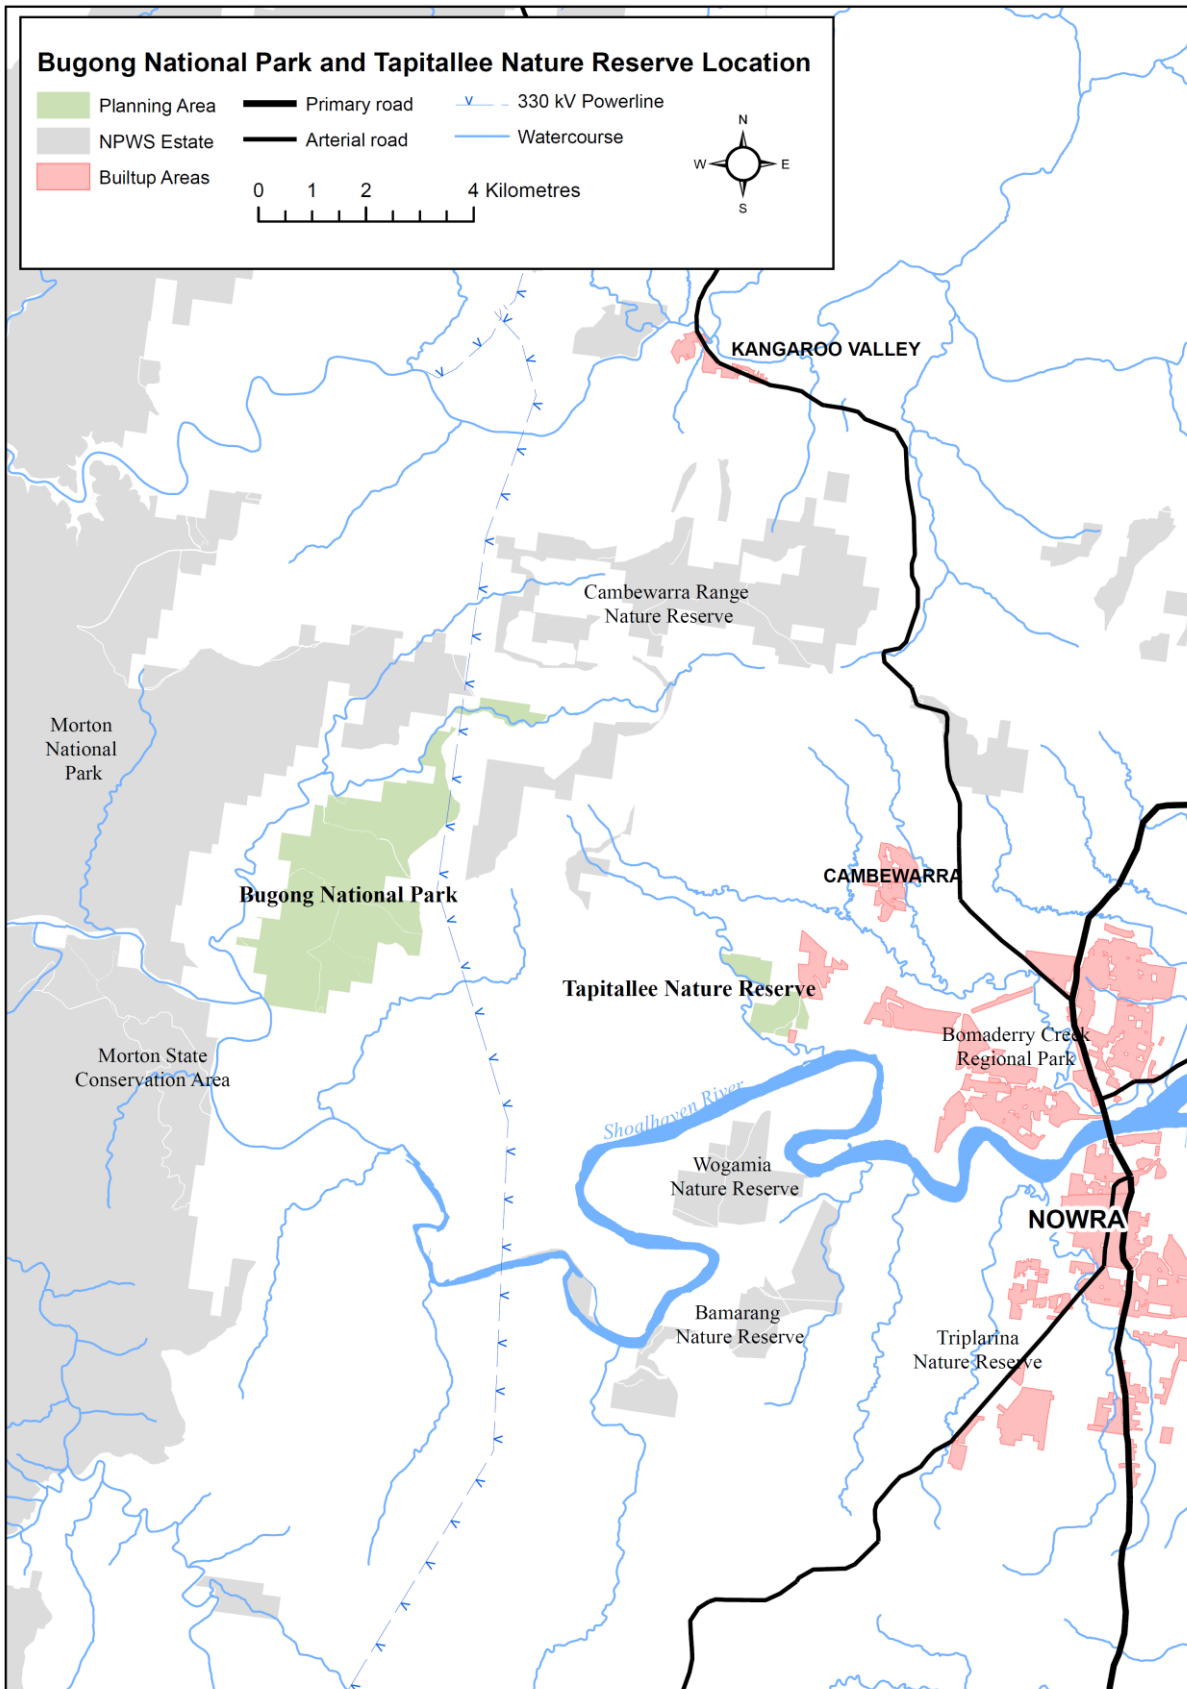 Bugong National Park and Tapitallee Nature Reserve Location
Planning Area
NPWS Estate
Builtup Areas
Primary road
Arterial road
330 kV Powerline
Watercourse
0 1 2 4 Kilometres
N
W E
S
KANGAROO VALLEY
Cambewarra Range
Nature Reserve
Morton
National
Park
CAMBEWARRA
Bugong National Park
Tapitallee Nature Reserve
Bomaderry Creek
Regional Park
Morton State
Conservation Area
Shoalhaven River
Wogamia
Nature Reserve
NOWRA
Bamarang
Nature Reserve
Triplarina
Nature Reserve